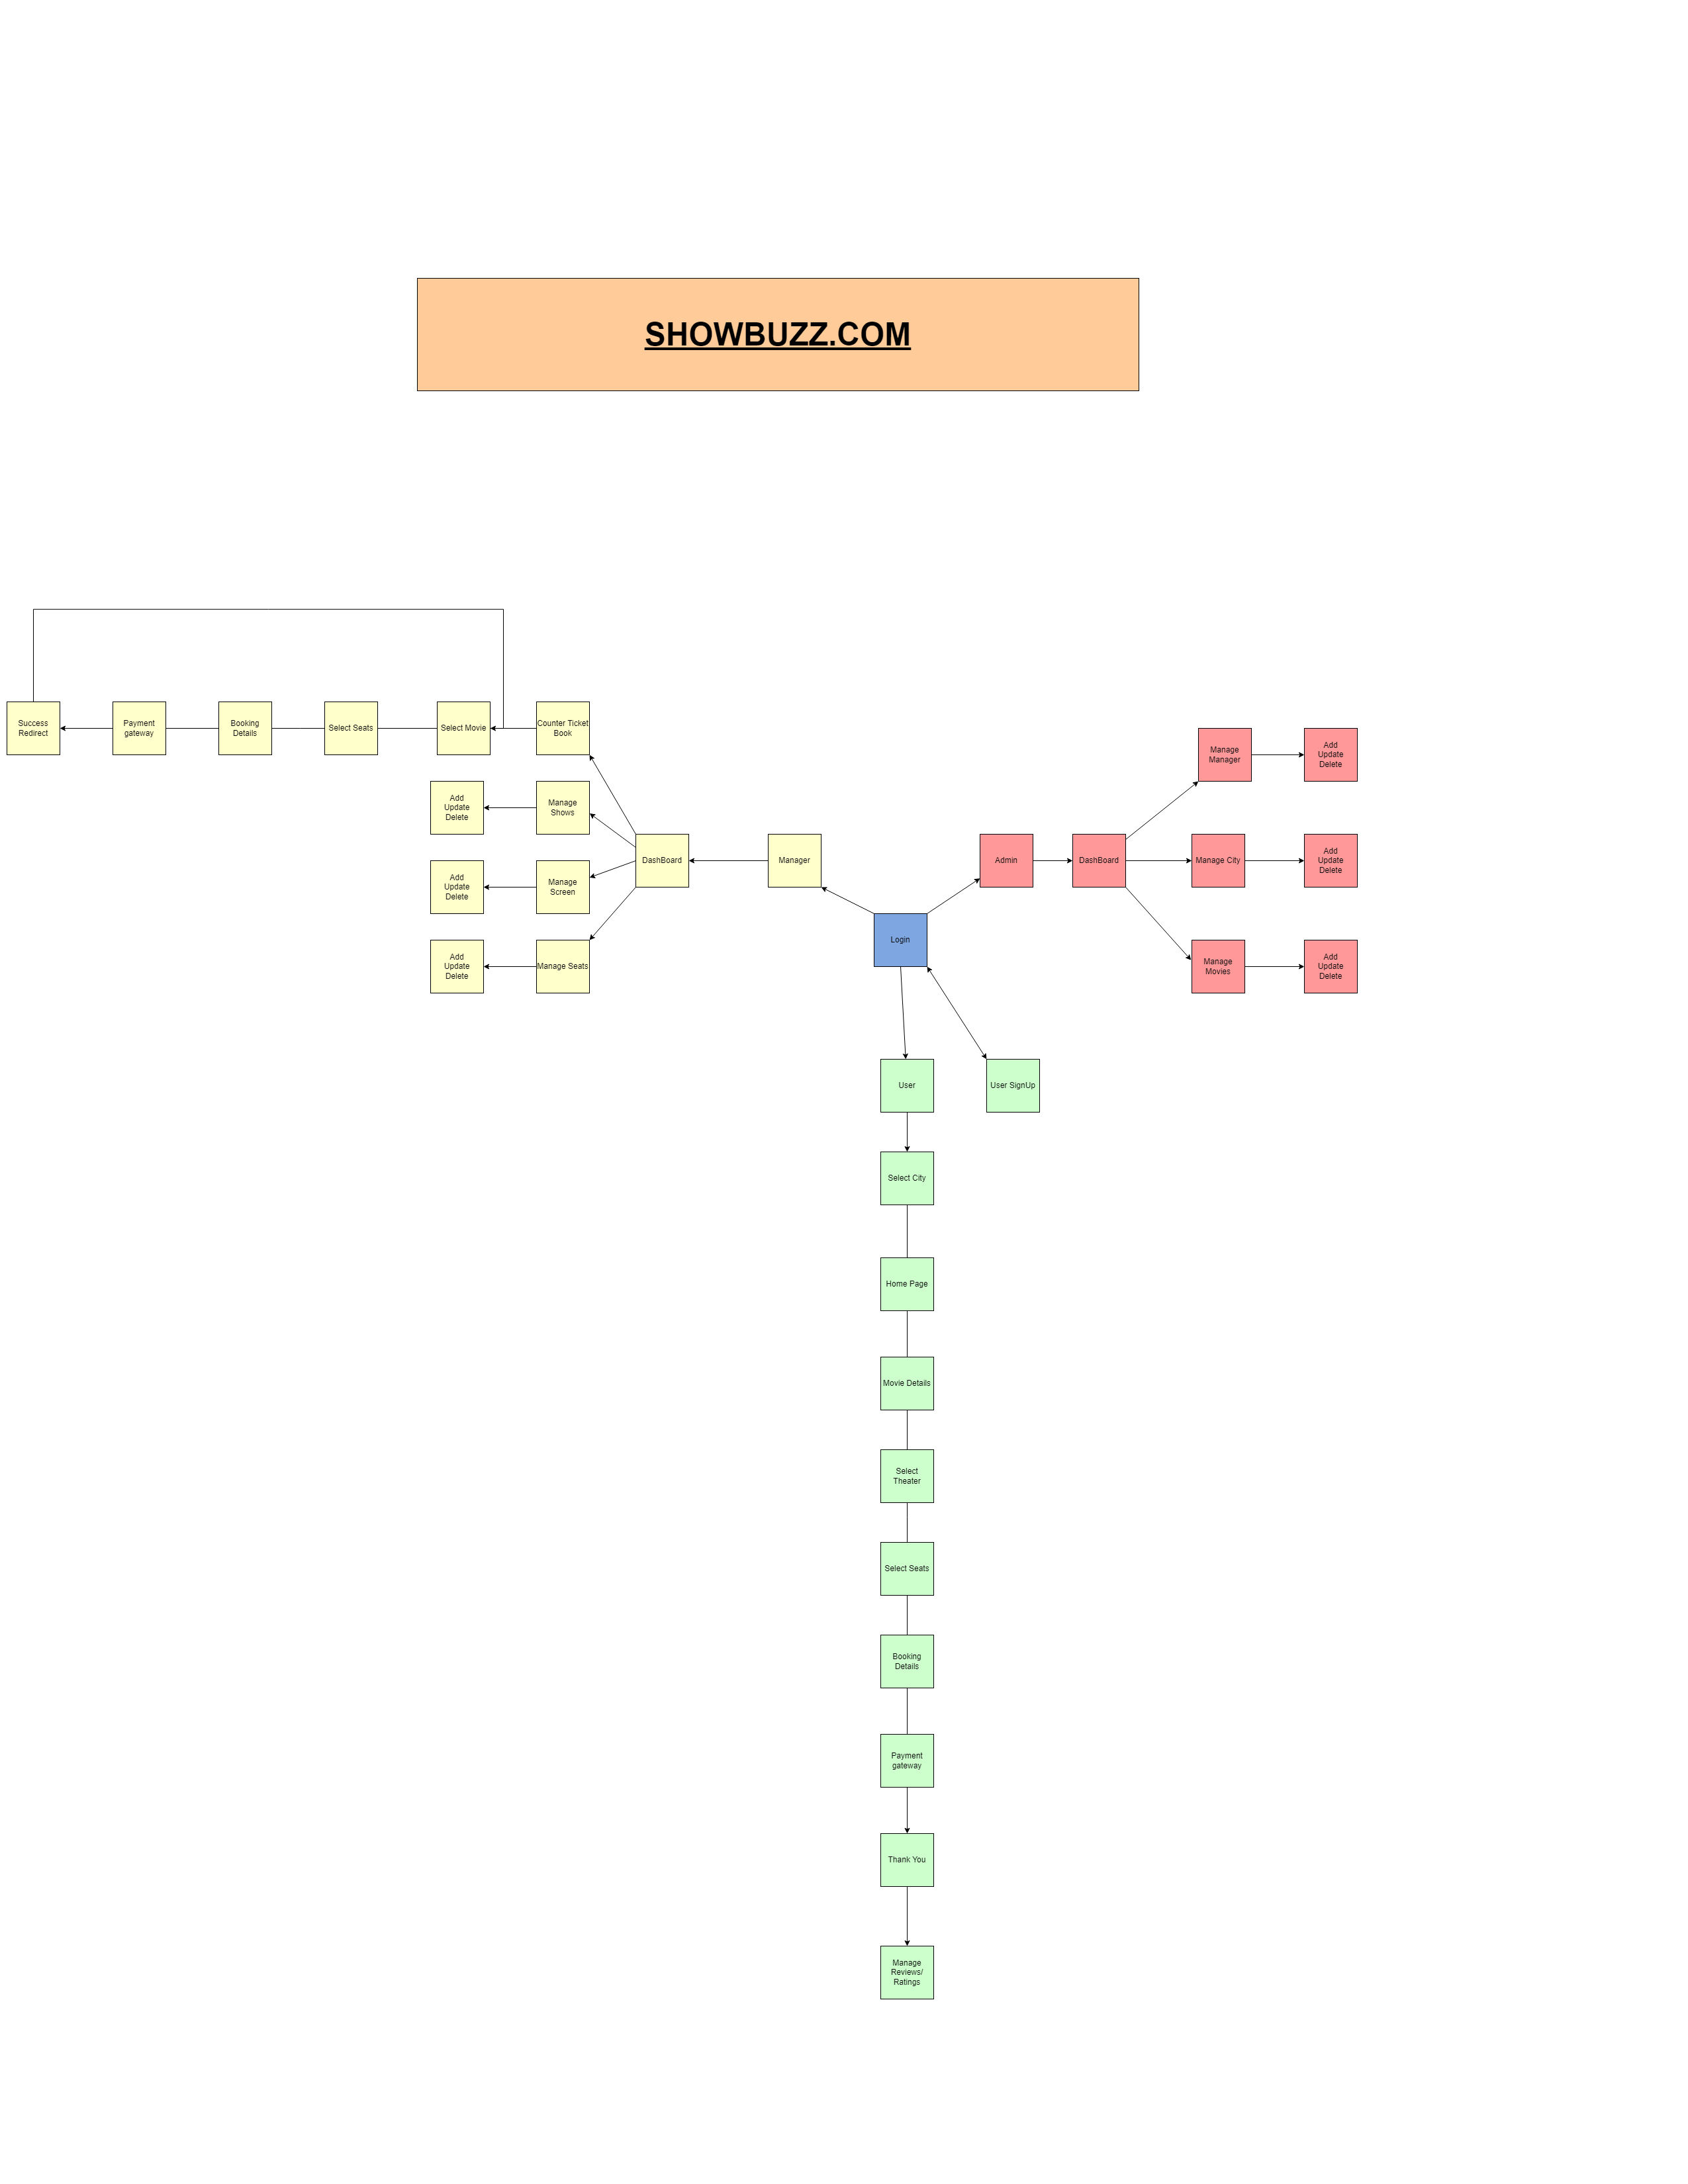 SHOWBUZZ.COM
Success
Redirect
Payment
gateway
Booking
Details
Select Seats
Select Movie
Counter Ticket
Book
Manage
Manager
Add
Update
Delete
Add
Update
Delete
Manage
Shows
DashBoard
Manager
Admin
DashBoard
Manage City
Add
Update
Delete
Add
Update
Delete
Manage
Screen
Login
Add
Update
Delete
Manage Seats
Manage
Movies
Add
Update
Delete
User
User SignUp
Select City
Home Page
Movie Details
Select
Theater
Select Seats
Booking
Details
Payment
gateway
Thank You
Manage
Reviews/
Ratings